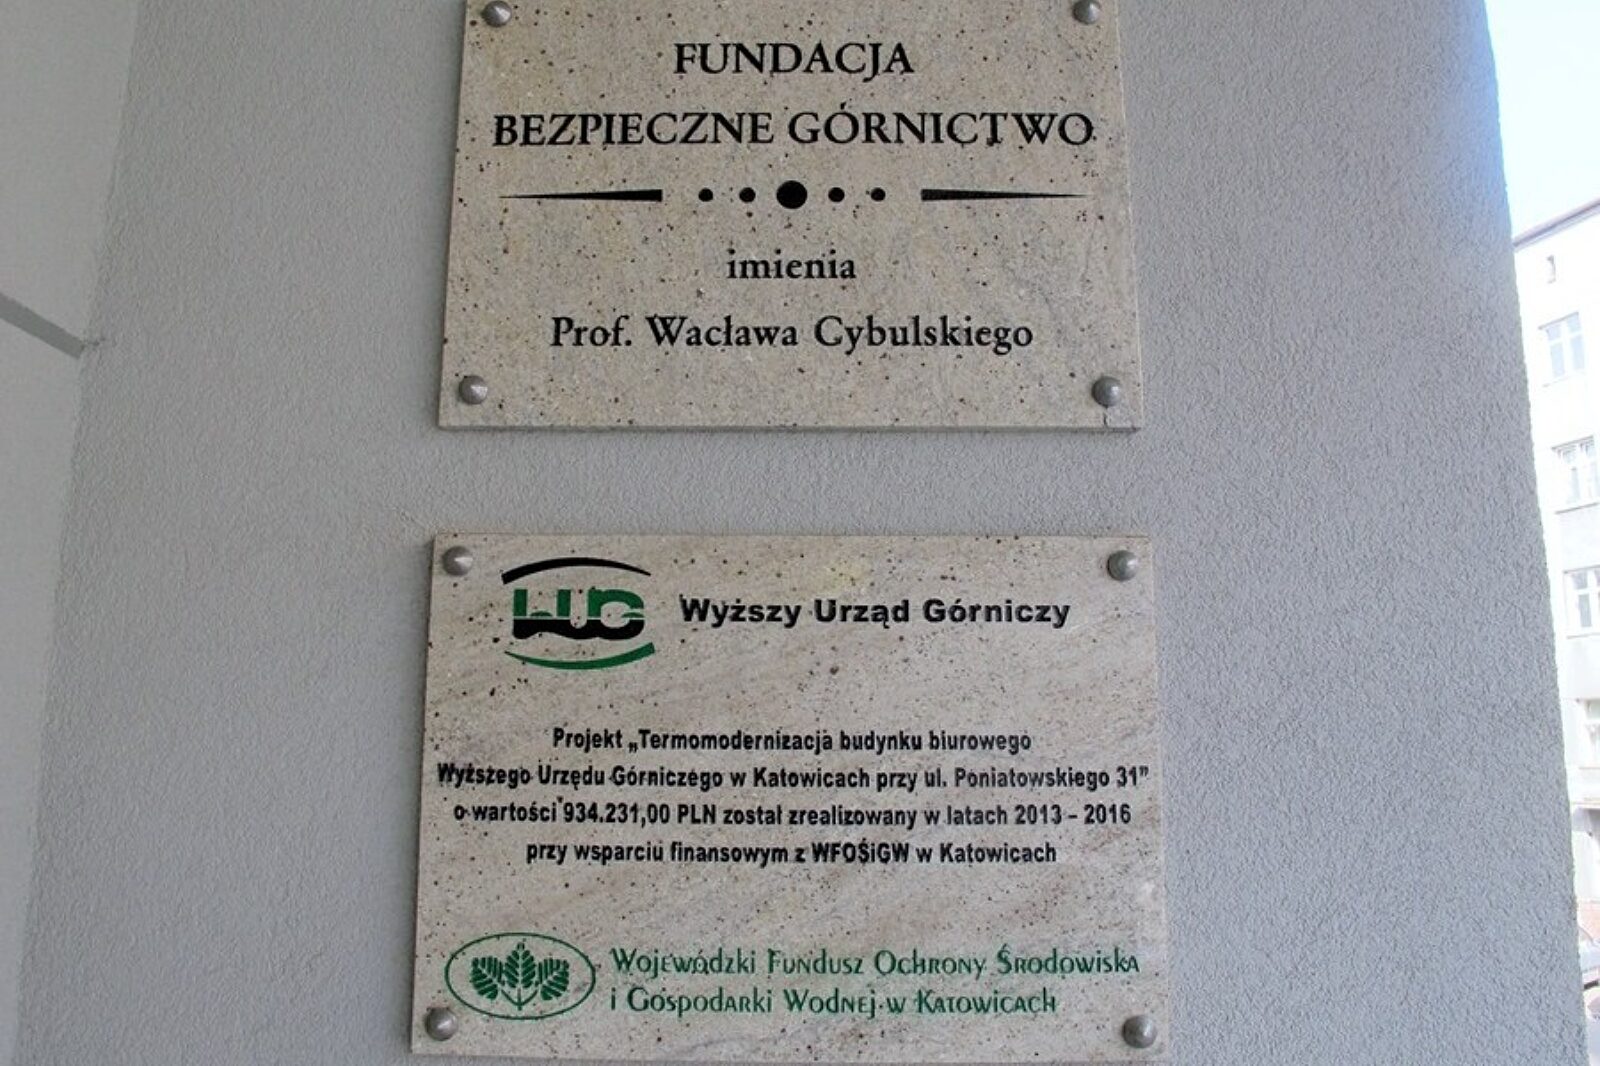 FUNDACJA
BEZPIECZNE GÓRNICTWO
imienia
Prof. Wacława Cybulskiego
WUG Wyższy Urząd Górniczy
Projekt „Termomodernizacja budynku biurowego
Wyższego Urzędu Górniczego w Katowicach przy ul. Poniatowskiego 31”
o wartości 934.231,00 PLN został zrealizowany w latach 2013 – 2016
przy wsparciu finansowym z WFOŚiGW w Katowicach
Wojewódzki Fundusz Ochrony Środowiska
i Gospodarki Wodnej w Katowicach